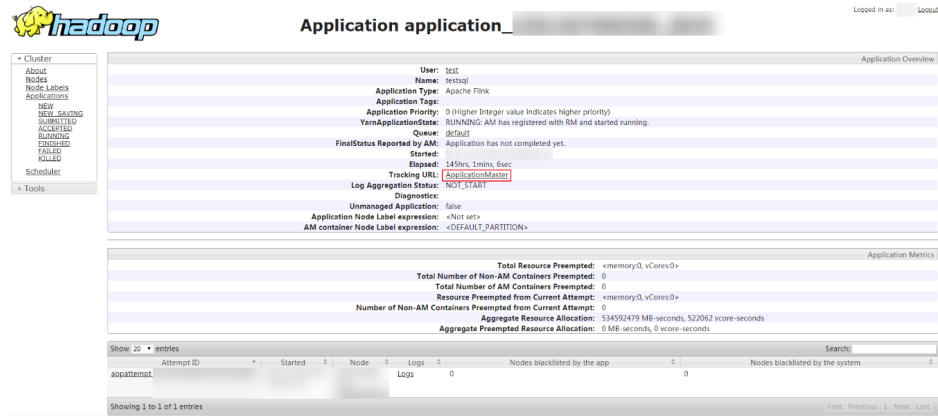 Logged in as: Logout
hadoop
Application application_
Cluster
About
Nodes
Node Labels
Applications
NEW
NEW_SAVING
SUBMITTED
ACCEPTED
RUNNING
FINISHED
FAILED
KILLED
Scheduler
Tools
Application Overview
User: test
Name: testsql
Application Type: Apache Flink
Application Tags:
Application Priority: 0 (Higher Integer value indicates higher priority)
YarnApplicationState: RUNNING: AM has registered with RM and started running.
Queue: default
FinalStatus Reported by AM: Application has not completed yet.
Started:
Elapsed: 145hrs, 1mins, 6sec
Tracking URL: ApplicationMaster
Log Aggregation Status: NOT_START
Diagnostics:
Unmanaged Application: false
Application Node Label expression: <Not set>
AM container Node Label expression: <DEFAULT_PARTITION>
Application Metrics
Total Resource Preempted: <memory:0, vCores:0>
Total Number of Non-AM Containers Preempted: 0
Total Number of AM Containers Preempted: 0
Resource Preempted from Current Attempt: <memory:0, vCores:0>
Number of Non-AM Containers Preempted from Current Attempt: 0
Aggregate Resource Allocation: 534592479 MB-seconds, 522062 vcore-seconds
Aggregate Preempted Resource Allocation: 0 MB-seconds, 0 vcore-seconds
Show 20 entries Search:
Attempt ID Started Node Logs Nodes blacklisted by the app Nodes blacklisted by the system
appattempt Logs 0 0
Showing 1 to 1 of 1 entries First Previous 1 Next Last